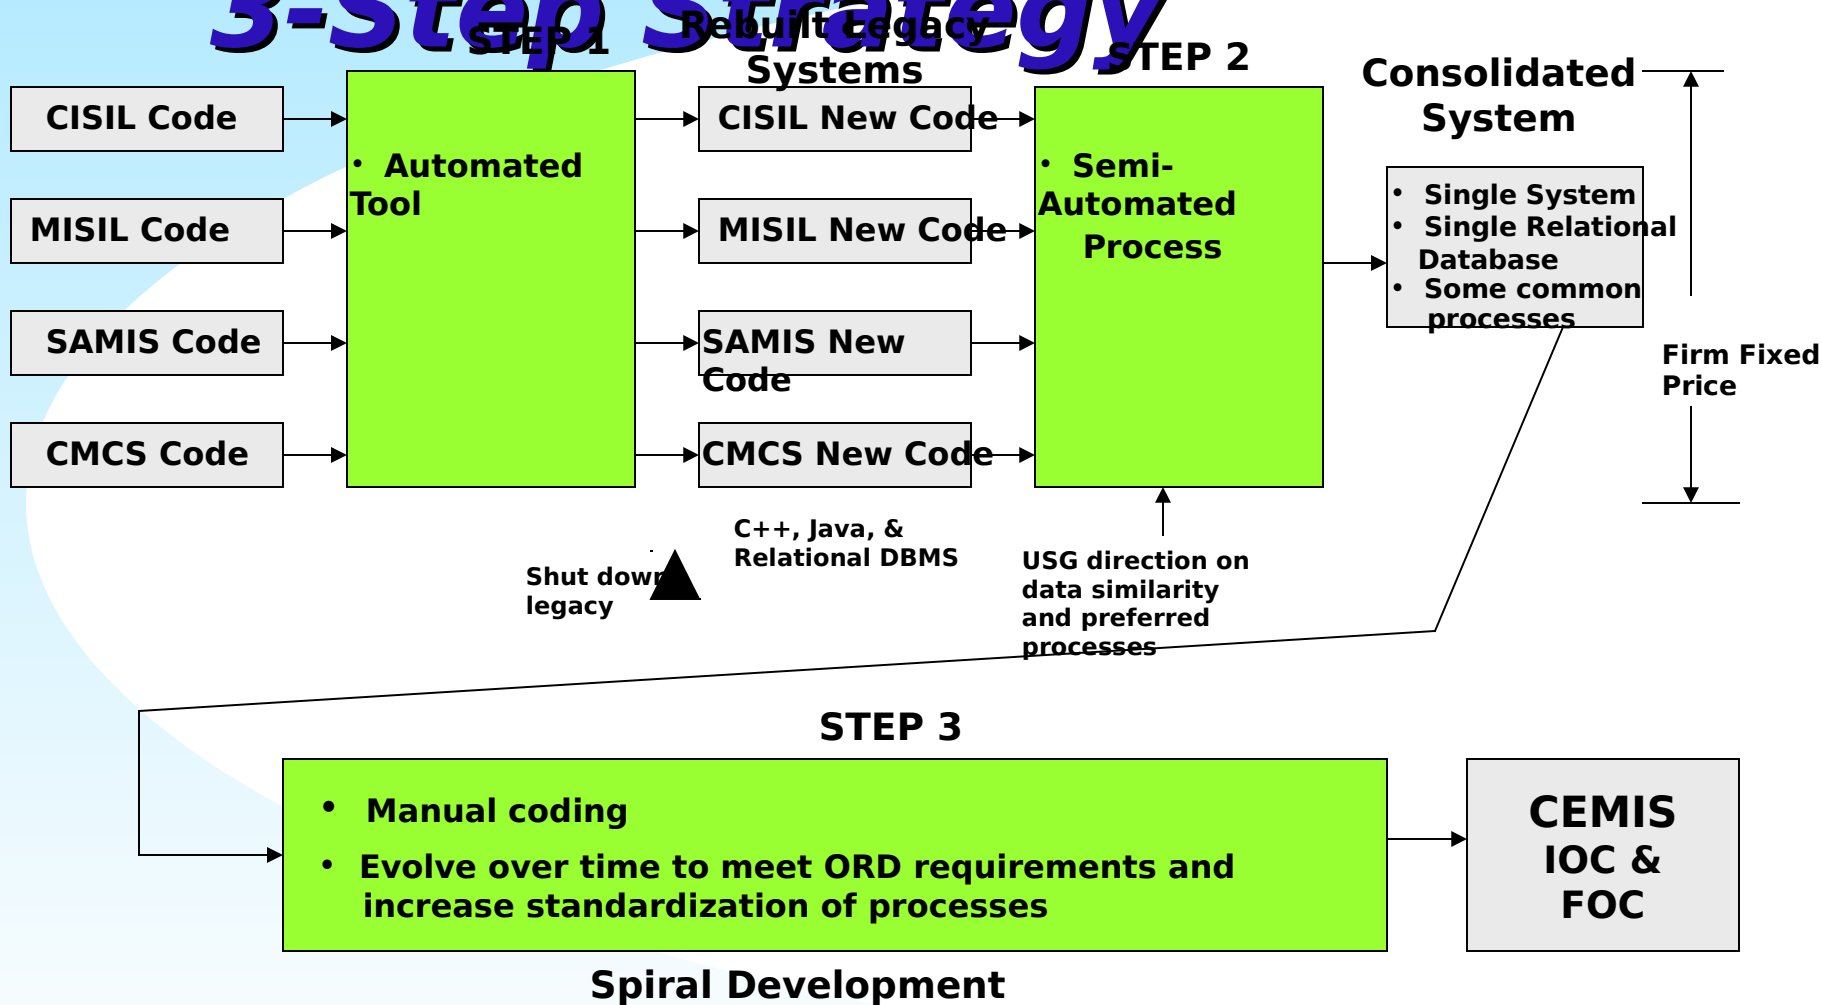 3-Step Strategy
STEP 1
Rebuilt Legacy
Systems
STEP 2
Consolidated
System
CISIL Code
MISIL Code
SAMIS Code
CMCS Code
• Automated
Tool
CISIL New Code
MISIL New Code
SAMIS New
Code
CMCS New Code
• Semi-
Automated
Process
• Single System
• Single Relational
Database
• Some common
processes
Firm Fixed
Price
Shut down
legacy
C++, Java, &
Relational DBMS
USG direction on
data similarity
and preferred
processes
STEP 3
• Manual coding
• Evolve over time to meet ORD requirements and
increase standardization of processes
CEMIS
IOC &
FOC
Spiral Development